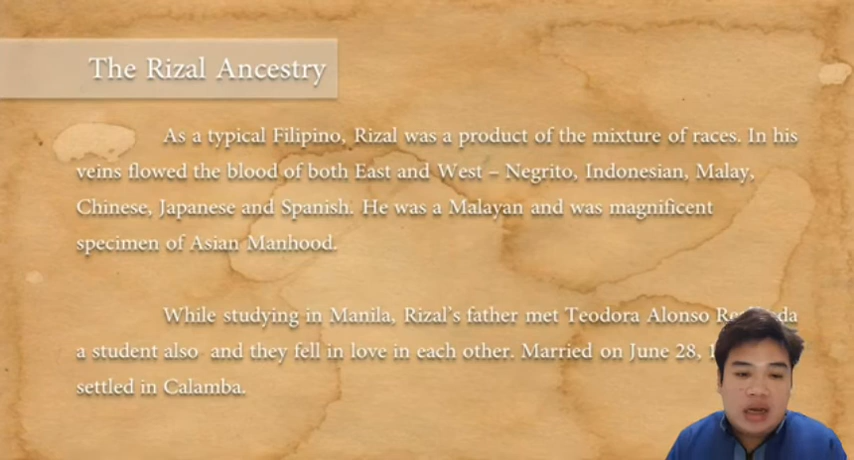 The Rizal Ancestry
As a typical Filipino, Rizal was a product of the mixture of races. In his
veins flowed the blood of both East and West – Negrito, Indonesian, Malay,
Chinese, Japanese and Spanish. He was a Malayan and was magnificent
specimen of Asian Manhood.
While studying in Manila, Rizal's father met Teodora Alonso
a student also and they fell in love in each other. Married on June 28,
settled in Calamba.